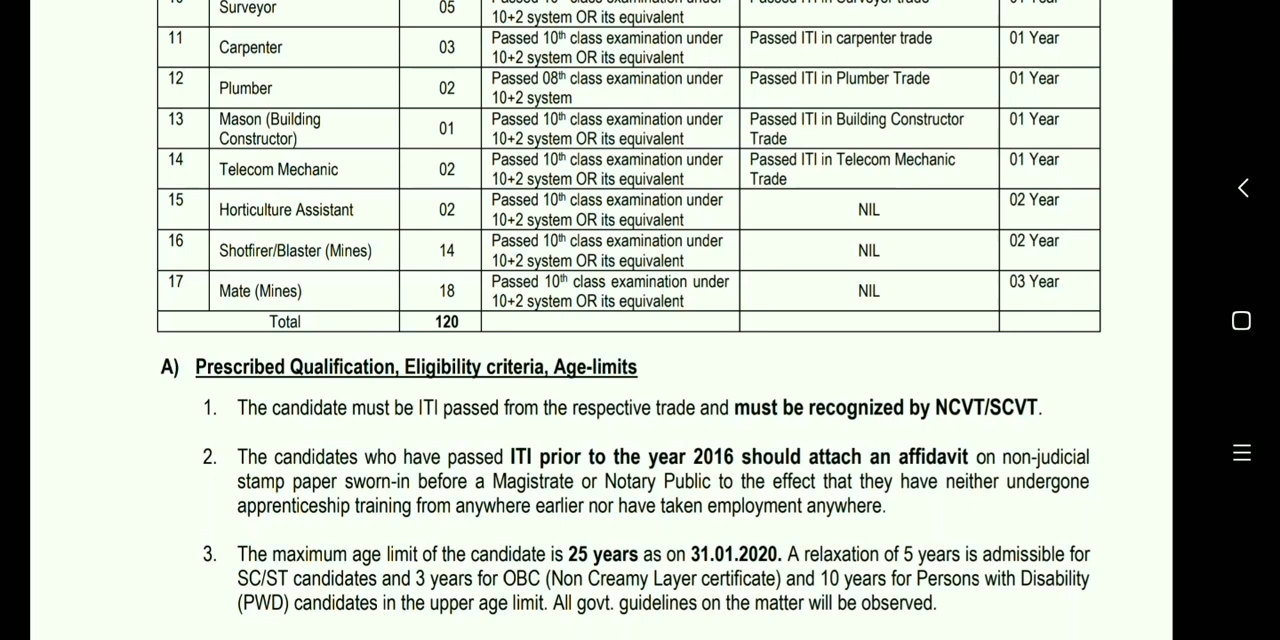 Surveyor 05 10+2 system OR its equivalent
11 Carpenter 03 Passed 10th class examination under 10+2 system OR its equivalent Passed ITI in carpenter trade 01 Year
12 Plumber 02 Passed 08th class examination under 10+2 system Passed ITI in Plumber Trade 01 Year
13 Mason (Building Constructor) 01 Passed 10th class examination under 10+2 system OR its equivalent Passed ITI in Building Constructor Trade 01 Year
14 Telecom Mechanic 02 Passed 10th class examination under 10+2 system OR its equivalent Passed ITI in Telecom Mechanic Trade 01 Year
15 Horticulture Assistant 02 Passed 10th class examination under 10+2 system OR its equivalent NIL 02 Year
16 Shotfirer/Blaster (Mines) 14 Passed 10th class examination under 10+2 system OR its equivalent NIL 02 Year
17 Mate (Mines) 18 Passed 10th class examination under 10+2 system OR its equivalent NIL 03 Year
Total 120
A) Prescribed Qualification, Eligibility criteria, Age-limits
1. The candidate must be ITI passed from the respective trade and must be recognized by NCVT/SCVT.
2. The candidates who have passed ITI prior to the year 2016 should attach an affidavit on non-judicial
stamp paper sworn-in before a Magistrate or Notary Public to the effect that they have neither undergone
apprenticeship training from anywhere earlier nor have taken employment anywhere.
3. The maximum age limit of the candidate is 25 years as on 31.01.2020. A relaxation of 5 years is admissible for
SC/ST candidates and 3 years for OBC (Non Creamy Layer certificate) and 10 years for Persons with Disability
(PWD) candidates in the upper age limit. All govt. guidelines on the matter will be observed.